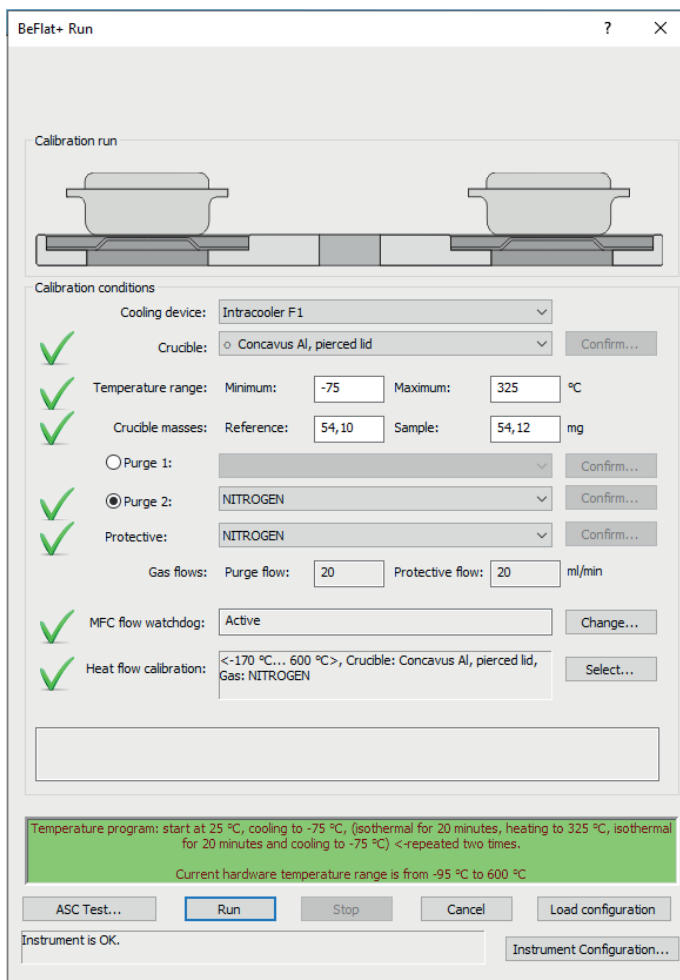 BeFlat+ Run
?
Calibration run
Calibration conditions
Cooling device: Intracooler F1
Crucible: Concavus Al, pierced lid Confirm...
Temperature range: Minimum: -75 Maximum: 325 °C
Crucible masses: Reference: 54,10 Sample: 54,12 mg
Purge 1: Confirm...
Purge 2: NITROGEN Confirm...
Protective: NITROGEN Confirm...
Gas flows: Purge flow: 20 Protective flow: 20 ml/min
MFC flow watchdog: Active Change...
Heat flow calibration: <-170 °C... 600 °C>, Crucible: Concavus Al, pierced lid,
Gas: NITROGEN
Select...
Temperature program: start at 25 °C, cooling to -75 °C, (isothermal for 20 minutes, heating to 325 °C, isothermal
for 20 minutes and cooling to -75 °C) <-repeated two times.
Current hardware temperature range is from -95 °C to 600 °C
ASC Test... Run Stop Cancel Load configuration
Instrument is OK.
Instrument Configuration...